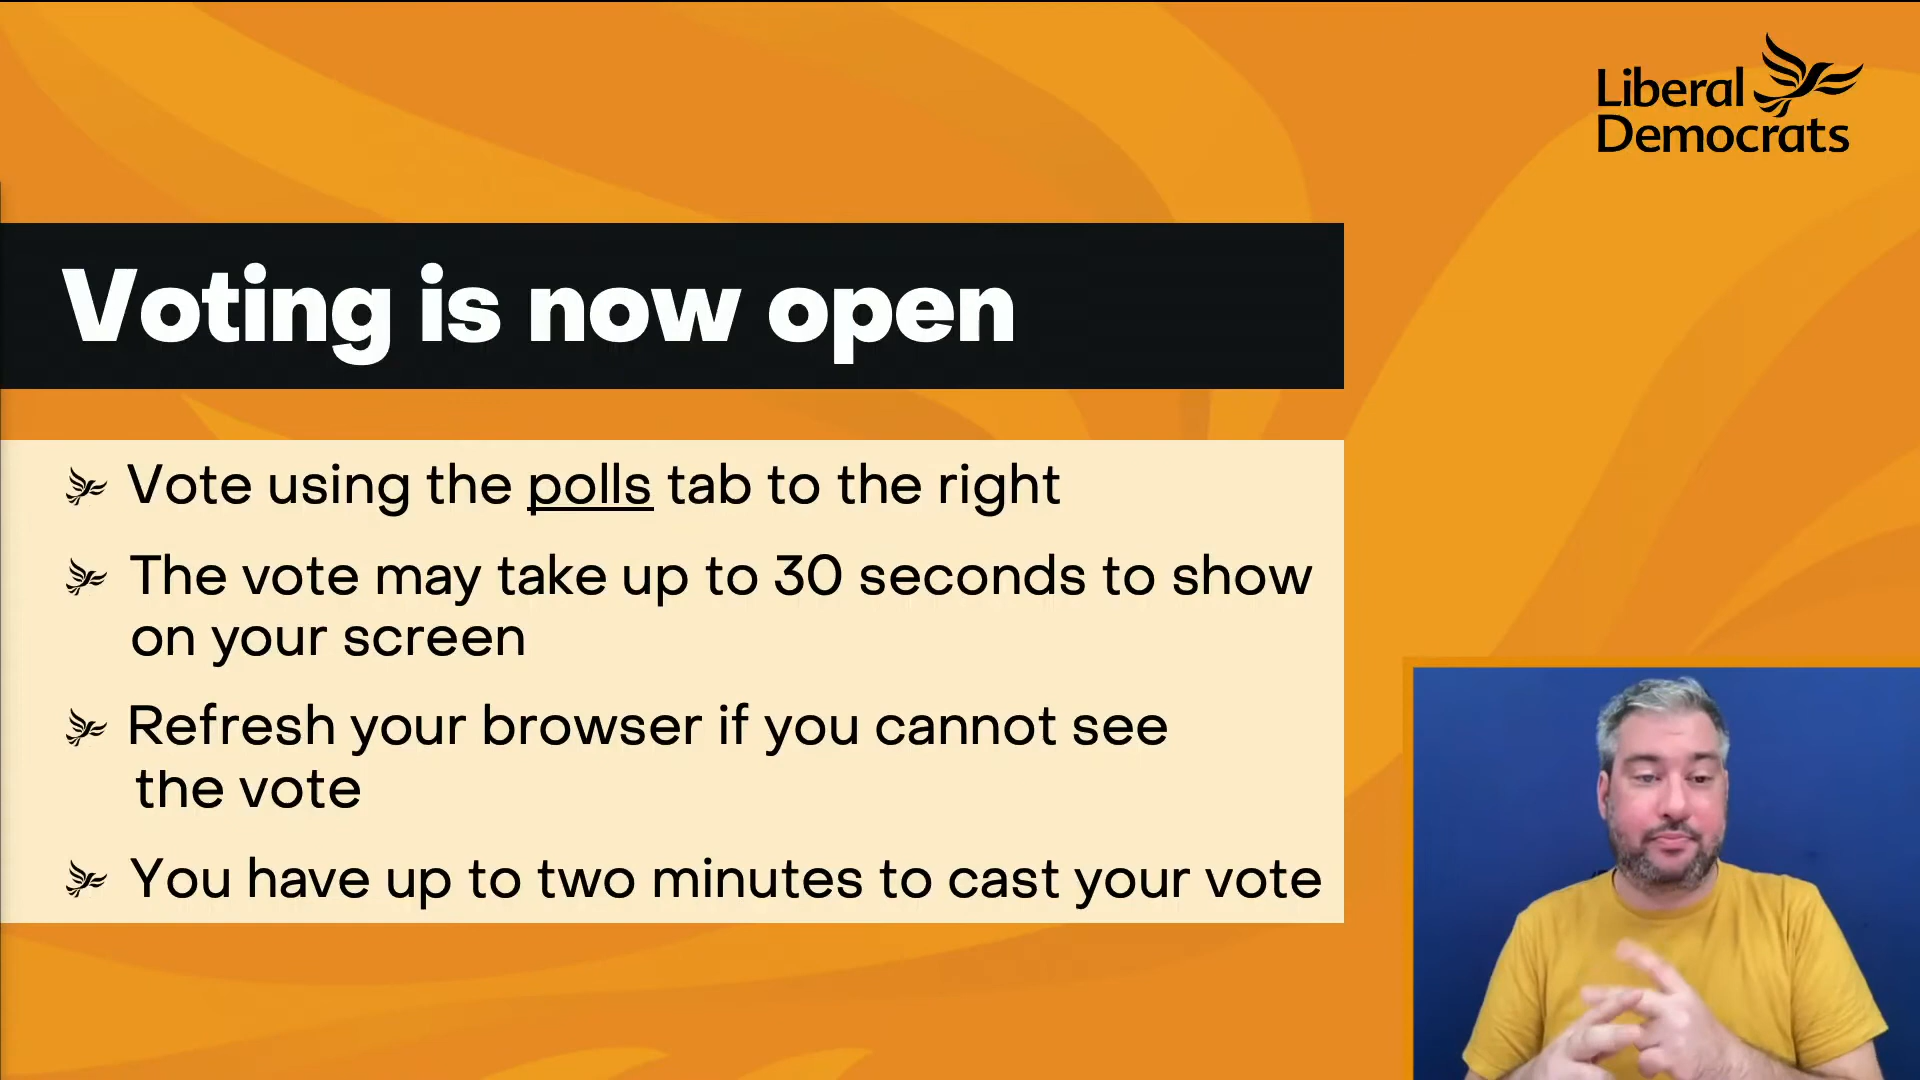 Liberal
Democrats
Voting is now open
Vote using the polls tab to the right
The vote may take up to 30 seconds to show
on your screen
Refresh your browser if you cannot see
the vote
You have up to two minutes to cast your vote